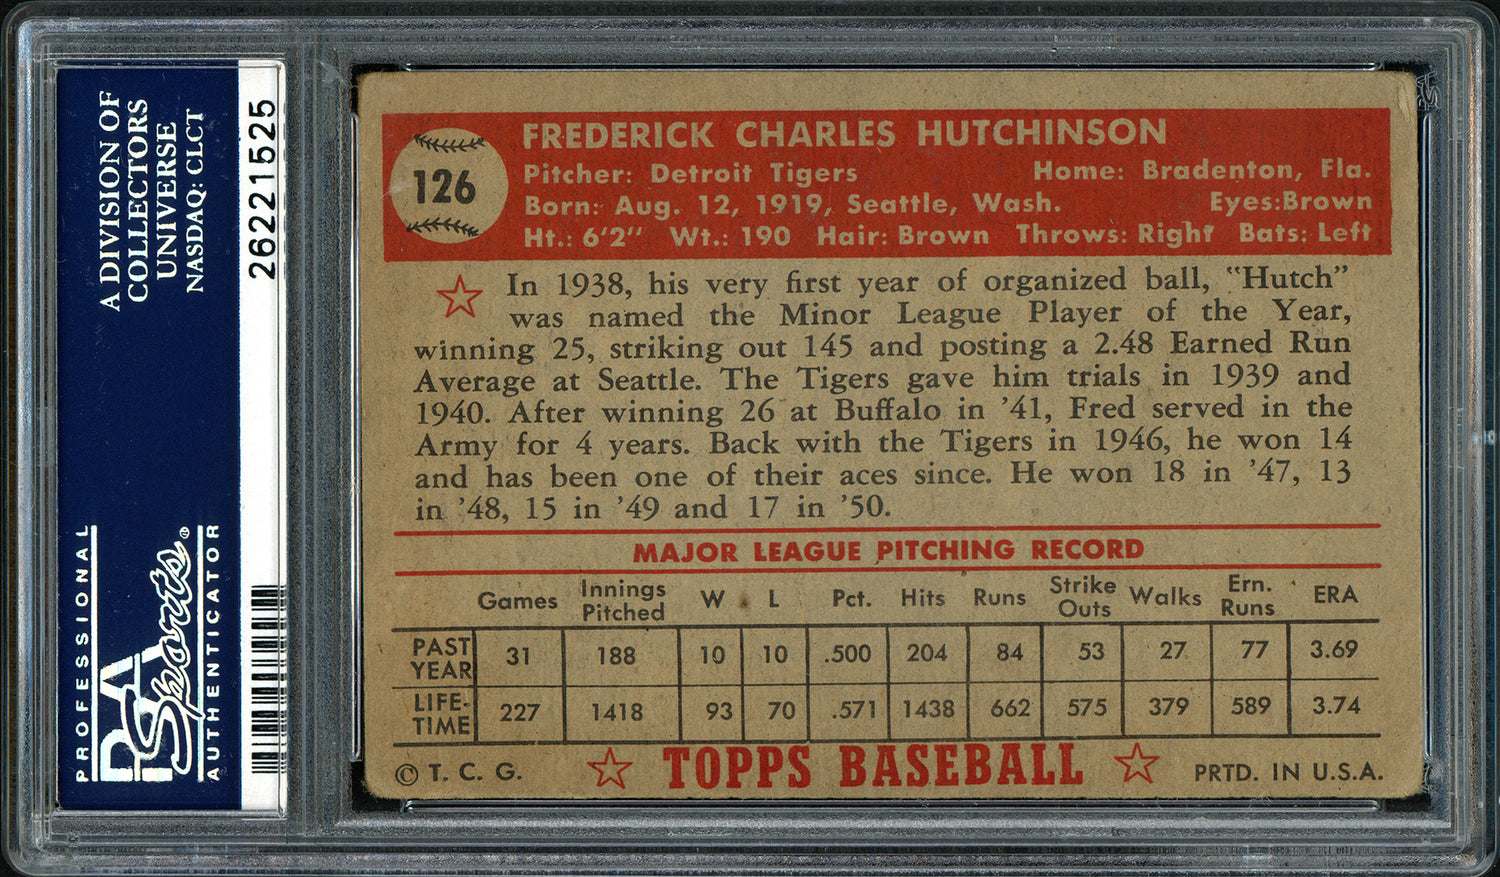 A DIVISION OF
COLLECTORS
UNIVERSE
NASDAQ: CLCT
26221525
PROFESSIONAL
PSA
Sports®
AUTHENTICATOR
126
FREDERICK CHARLES HUTCHINSON
Pitcher: Detroit Tigers Home: Bradenton, Fla.
Born: Aug. 12, 1919, Seattle, Wash. Eyes:Brown
Ht.: 6'2" Wt.: 190 Hair: Brown Throws: Right Bats: Left
In 1938, his very first year of organized ball, "Hutch"
was named the Minor League Player of the Year,
winning 25, striking out 145 and posting a 2.48 Earned Run
Average at Seattle. The Tigers gave him trials in 1939 and
1940. After winning 26 at Buffalo in '41, Fred served in the
Army for 4 years. Back with the Tigers in 1946, he won 14
and has been one of their aces since. He won 18 in '47, 13
in '48, 15 in '49 and 17 in '50.
MAJOR LEAGUE PITCHING RECORD
Games Innings Pitched W L Pct. Hits Runs Strike Outs Walks Ern. Runs ERA
PAST YEAR 31 188 10 10 .500 204 84 53 27 77 3.69
LIFE-TIME 227 1418 93 70 .571 1438 662 575 379 589 3.74
© T. C. G. TOPPS BASEBALL PRTD. IN U.S.A.